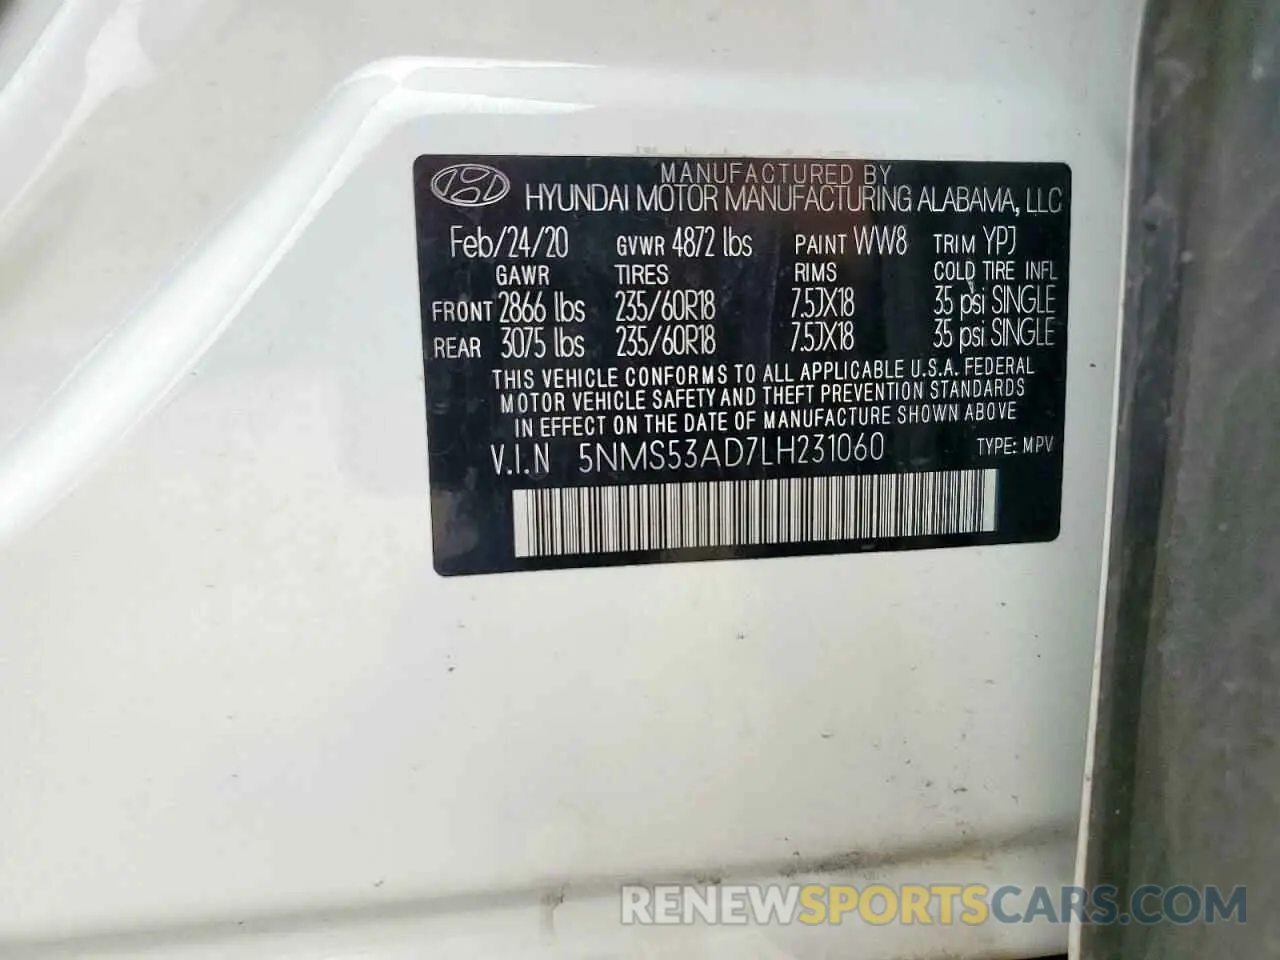 MANUFACTURED BY
HYUNDAI MOTOR MANUFACTURING ALABAMA, LLC
Feb/24/20 GVWR 4872 lbs PAINT WW8 TRIM YPJ
GAWR TIRES RIMS COLD TIRE INFL
FRONT 2866 lbs 235/60R18 7.5JX18 35 psi SINGLE
REAR 3075 lbs 235/60R18 7.5JX18 35 psi SINGLE
THIS VEHICLE CONFORMS TO ALL APPLICABLE U.S.A. FEDERAL
MOTOR VEHICLE SAFETY AND THEFT PREVENTION STANDARDS
IN EFFECT ON THE DATE OF MANUFACTURE SHOWN ABOVE
V.I.N 5NMS53AD7LH231060 TYPE: MPV
RENEWSPORTSCARS.COM